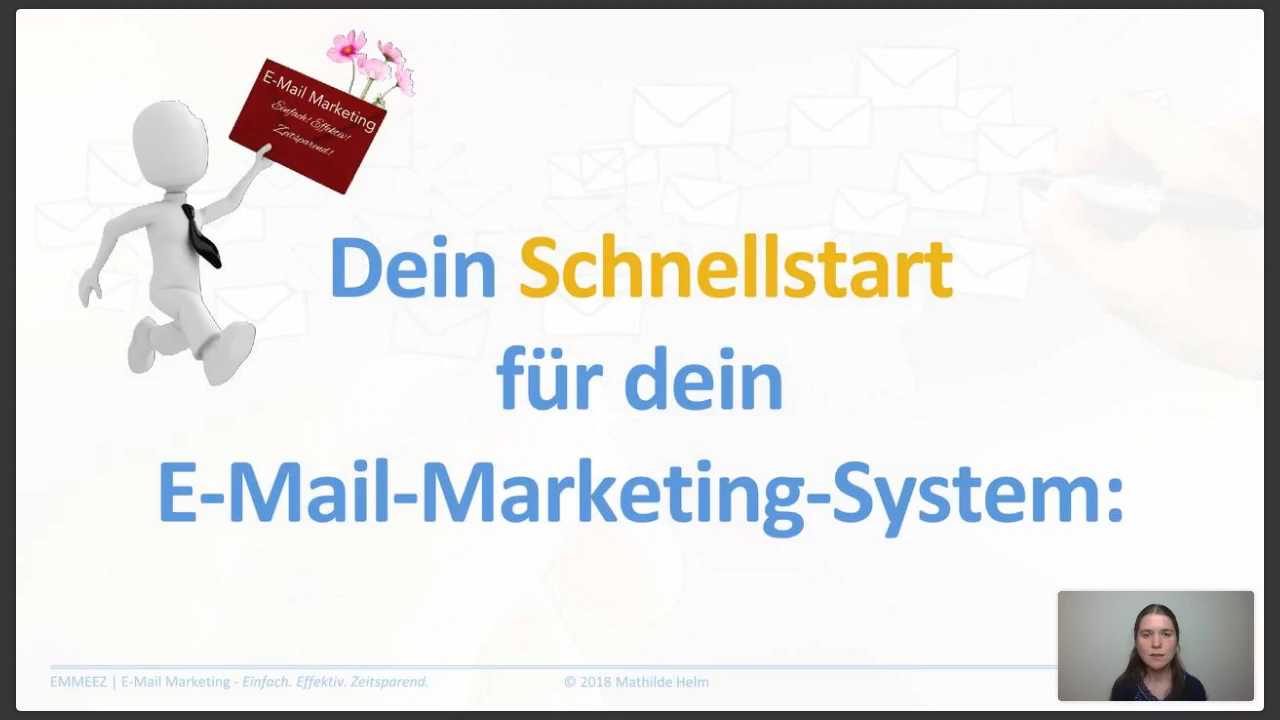 E-Mail Marketing
Einfach! Effektiv!
Zeitsparend!
Dein Schnellstart
für dein
E-Mail-Marketing-System:
EMMEEZ | E-Mail Marketing - Einfach. Effektiv. Zeitsparend.
© 2018 Mathilde Helm